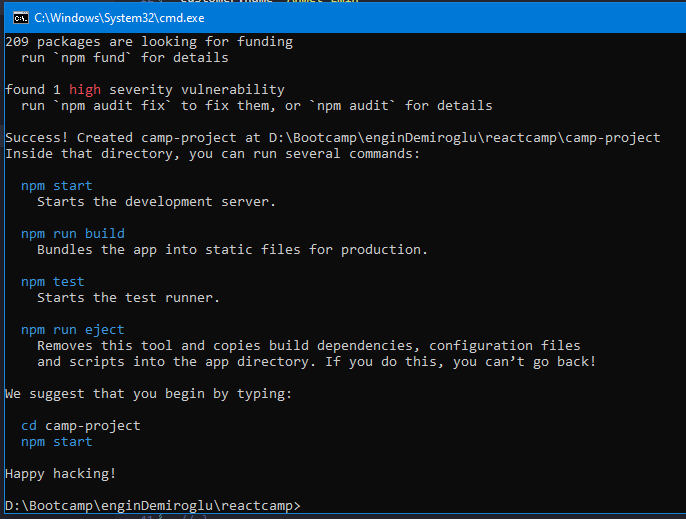 C:\Windows\System32\cmd.exe
209 packages are looking for funding
  run `npm fund` for details

found 1 high severity vulnerability
  run `npm audit fix` to fix them, or `npm audit` for details

Success! Created camp-project at D:\Bootcamp\enginDemiroglu\reactcamp\camp-project
Inside that directory, you can run several commands:

  npm start
    Starts the development server.

  npm run build
    Bundles the app into static files for production.

  npm test
    Starts the test runner.

  npm run eject
    Removes this tool and copies build dependencies, configuration files
    and scripts into the app directory. If you do this, you can’t go back!

We suggest that you begin by typing:

  cd camp-project
  npm start

Happy hacking!

D:\Bootcamp\enginDemiroglu\reactcamp>